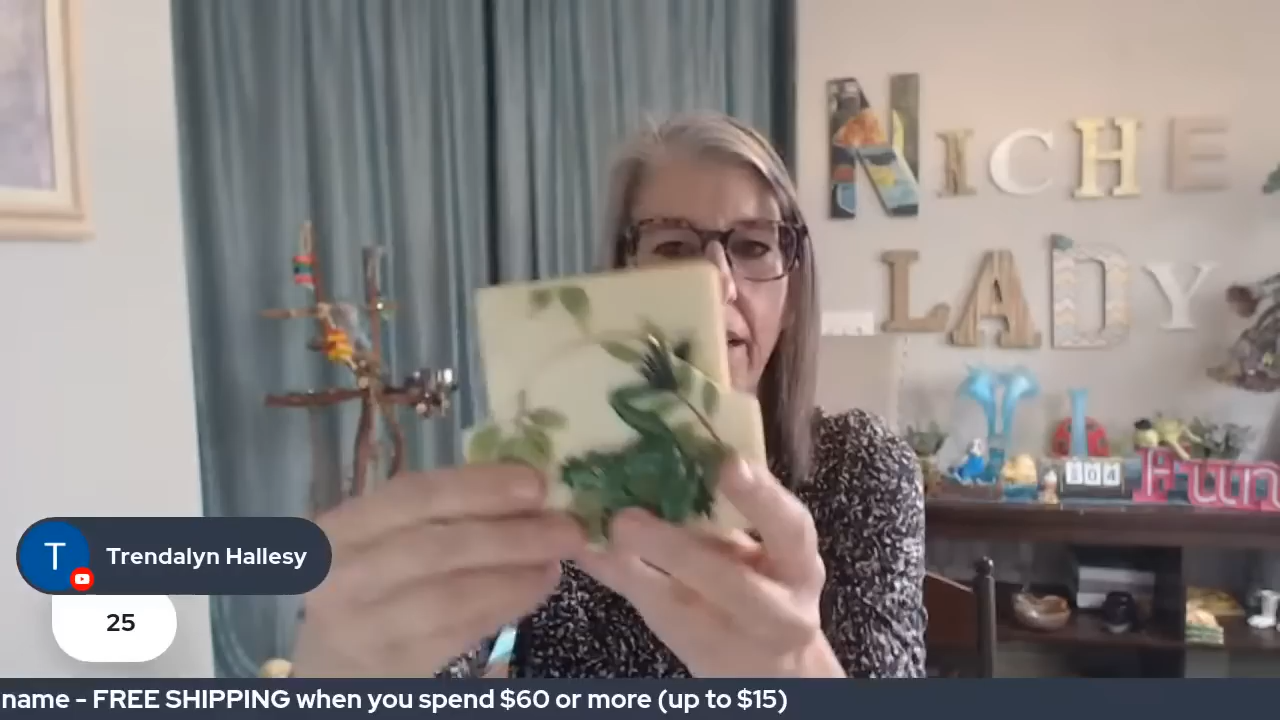 NICHE
LADY
104
Fun
T
Trendalyn Hallesy
25
name - FREE SHIPPING when you spend $60 or more (up to $15)